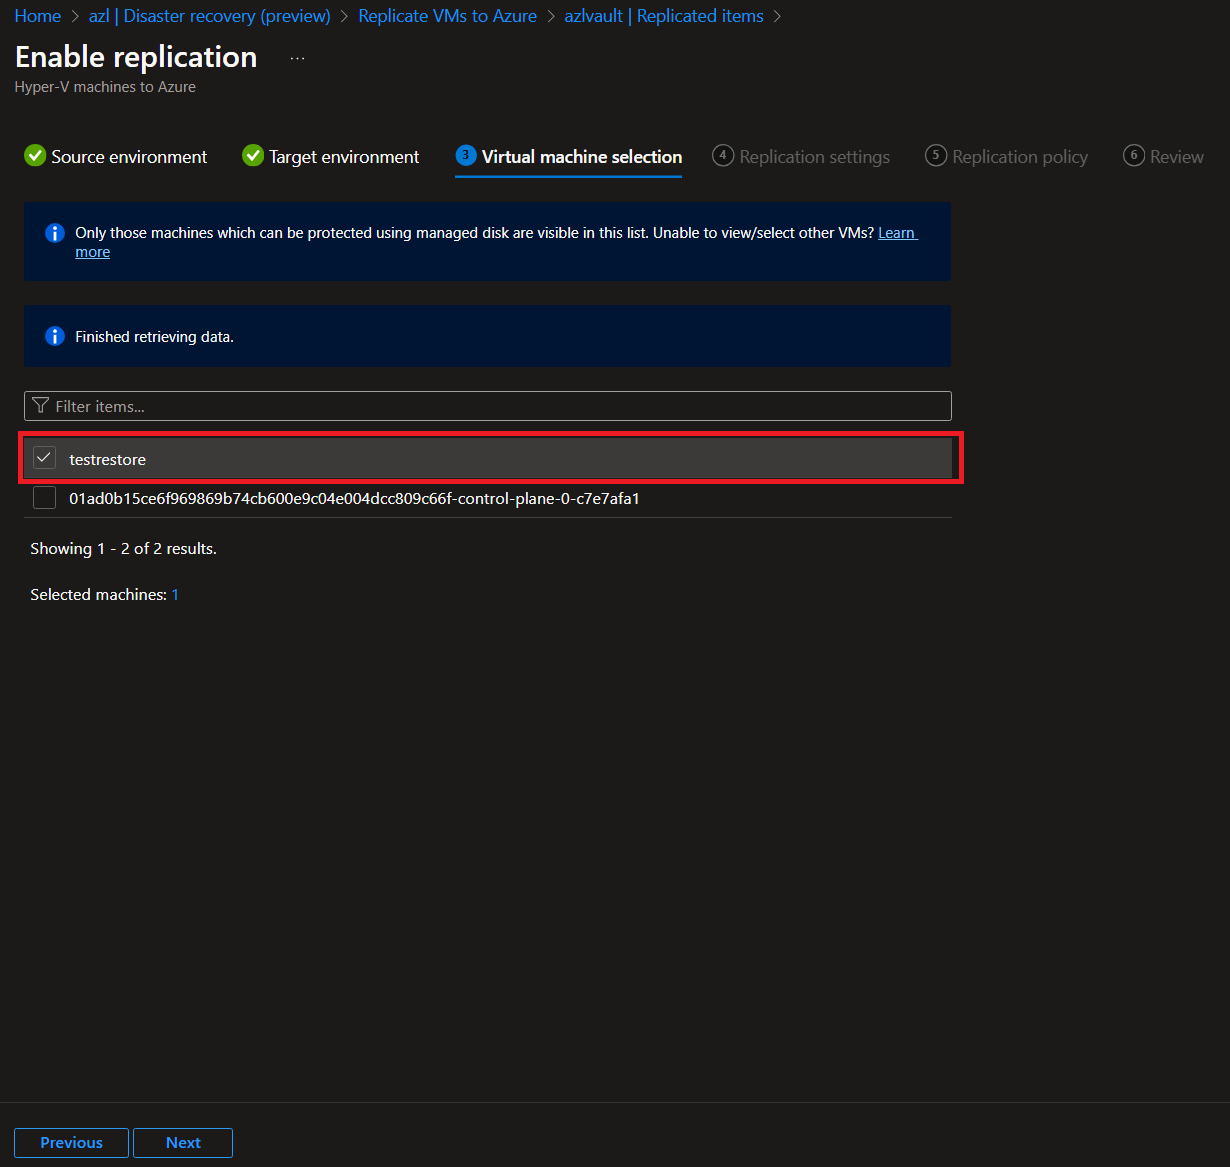 Home > azl | Disaster recovery (preview) > Replicate VMs to Azure > azlvault | Replicated items >
Enable replication ...
Hyper-V machines to Azure
Source environment Target environment 3 Virtual machine selection 4 Replication settings 5 Replication policy 6 Review
Only those machines which can be protected using managed disk are visible in this list. Unable to view/select other VMs? Learn
more
Finished retrieving data.
Filter items...
testrestore
01ad0b15ce6f969869b74cb600e9c04e004dcc809c66f-control-plane-0-c7e7afa1
Showing 1 - 2 of 2 results.
Selected machines: 1
Previous Next